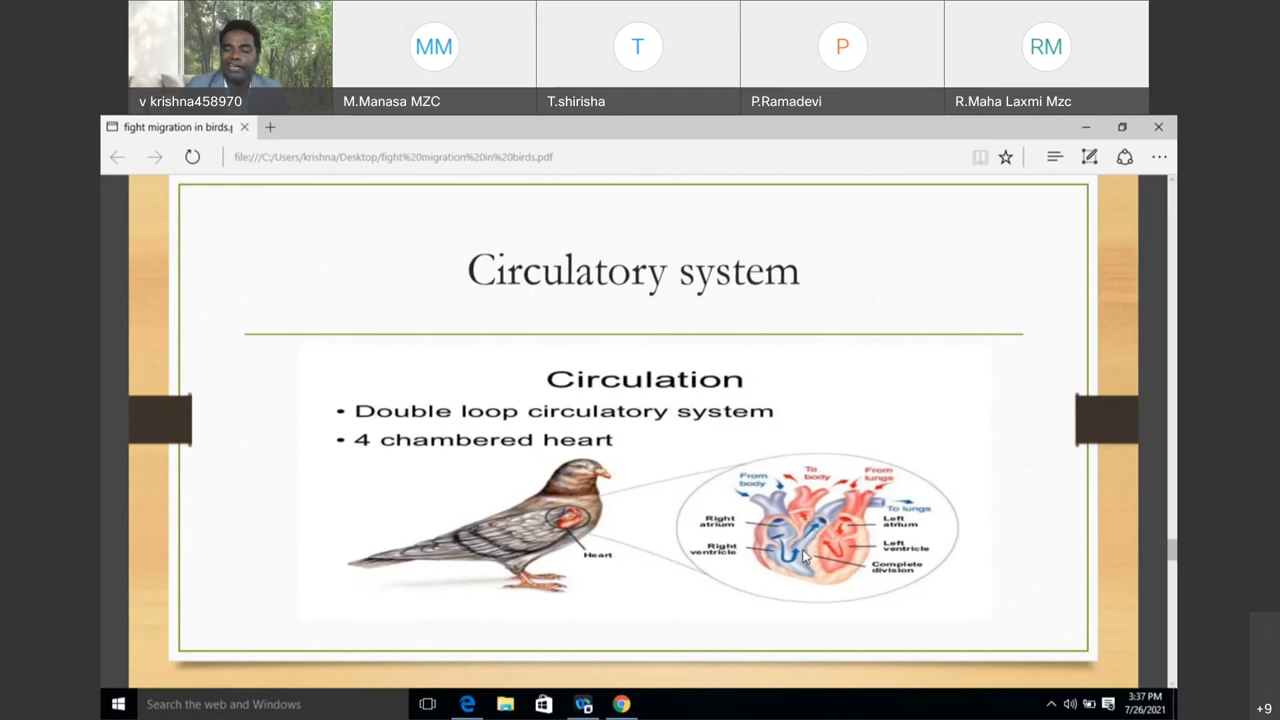 MM
T
P
RM
v krishna458970
M.Manasa MZC
T.shirisha
P.Ramadevi
R.Maha Laxmi Mzc
fight migration in birds.p
file:///C:/Users/krishna/Desktop/fight%20migration%20in%20birds.pdf
Circulatory system
Circulation
• Double loop circulatory system
• 4 chambered heart
From
body
To
body
From
lungs
To lungs
Right
atrium
Left
atrium
Right
ventricle
Left
ventricle
Complete
division
Heart
Search the web and Windows
3:37 PM
7/26/2021
+9